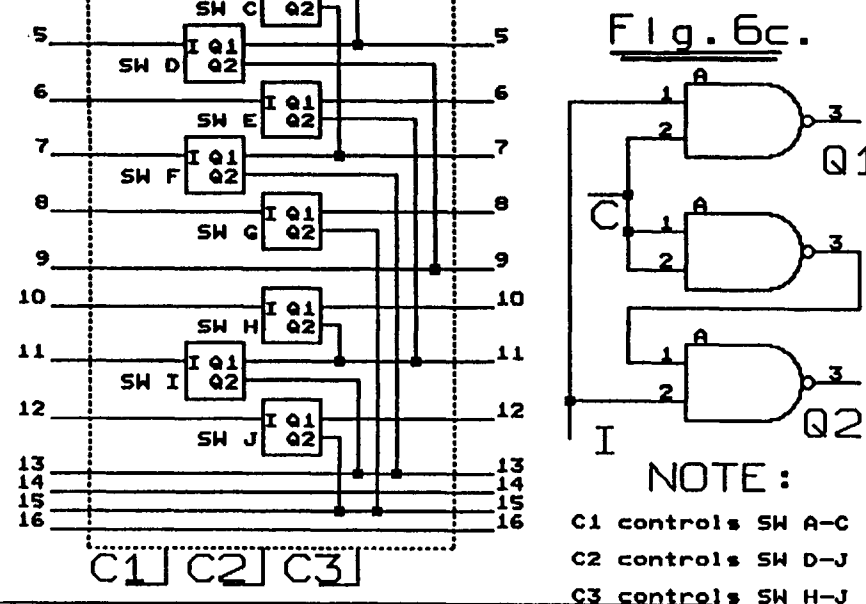 SW C Q2
5 I Q1 5
SW D Q2
6 I Q1 6
SW E Q2
7 I Q1 7
SW F Q2
8 I Q1 8
SW G Q2
9 9
10 I Q1 10
SW H Q2
11 I Q1 11
SW I Q2
12 I Q1 12
SW J Q2
13 13
14 14
15 15
16 16
C1 C2 C3
Fig. 6c.
A
1 3
2
Q1
C
A
1 3
2
A
1 3
2
Q2
I
NOTE:
C1 controls SW A-C
C2 controls SW D-J
C3 controls SW H-J